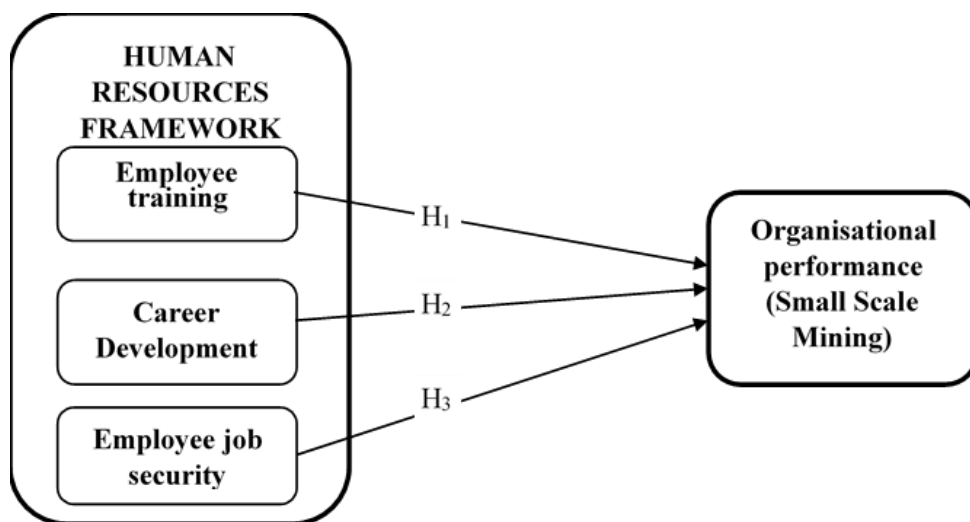 HUMAN
RESOURCES
FRAMEWORK
Employee
training
H₁
Career
Development
H₂
Employee job
security
H₃
Organisational
performance
(Small Scale
Mining)